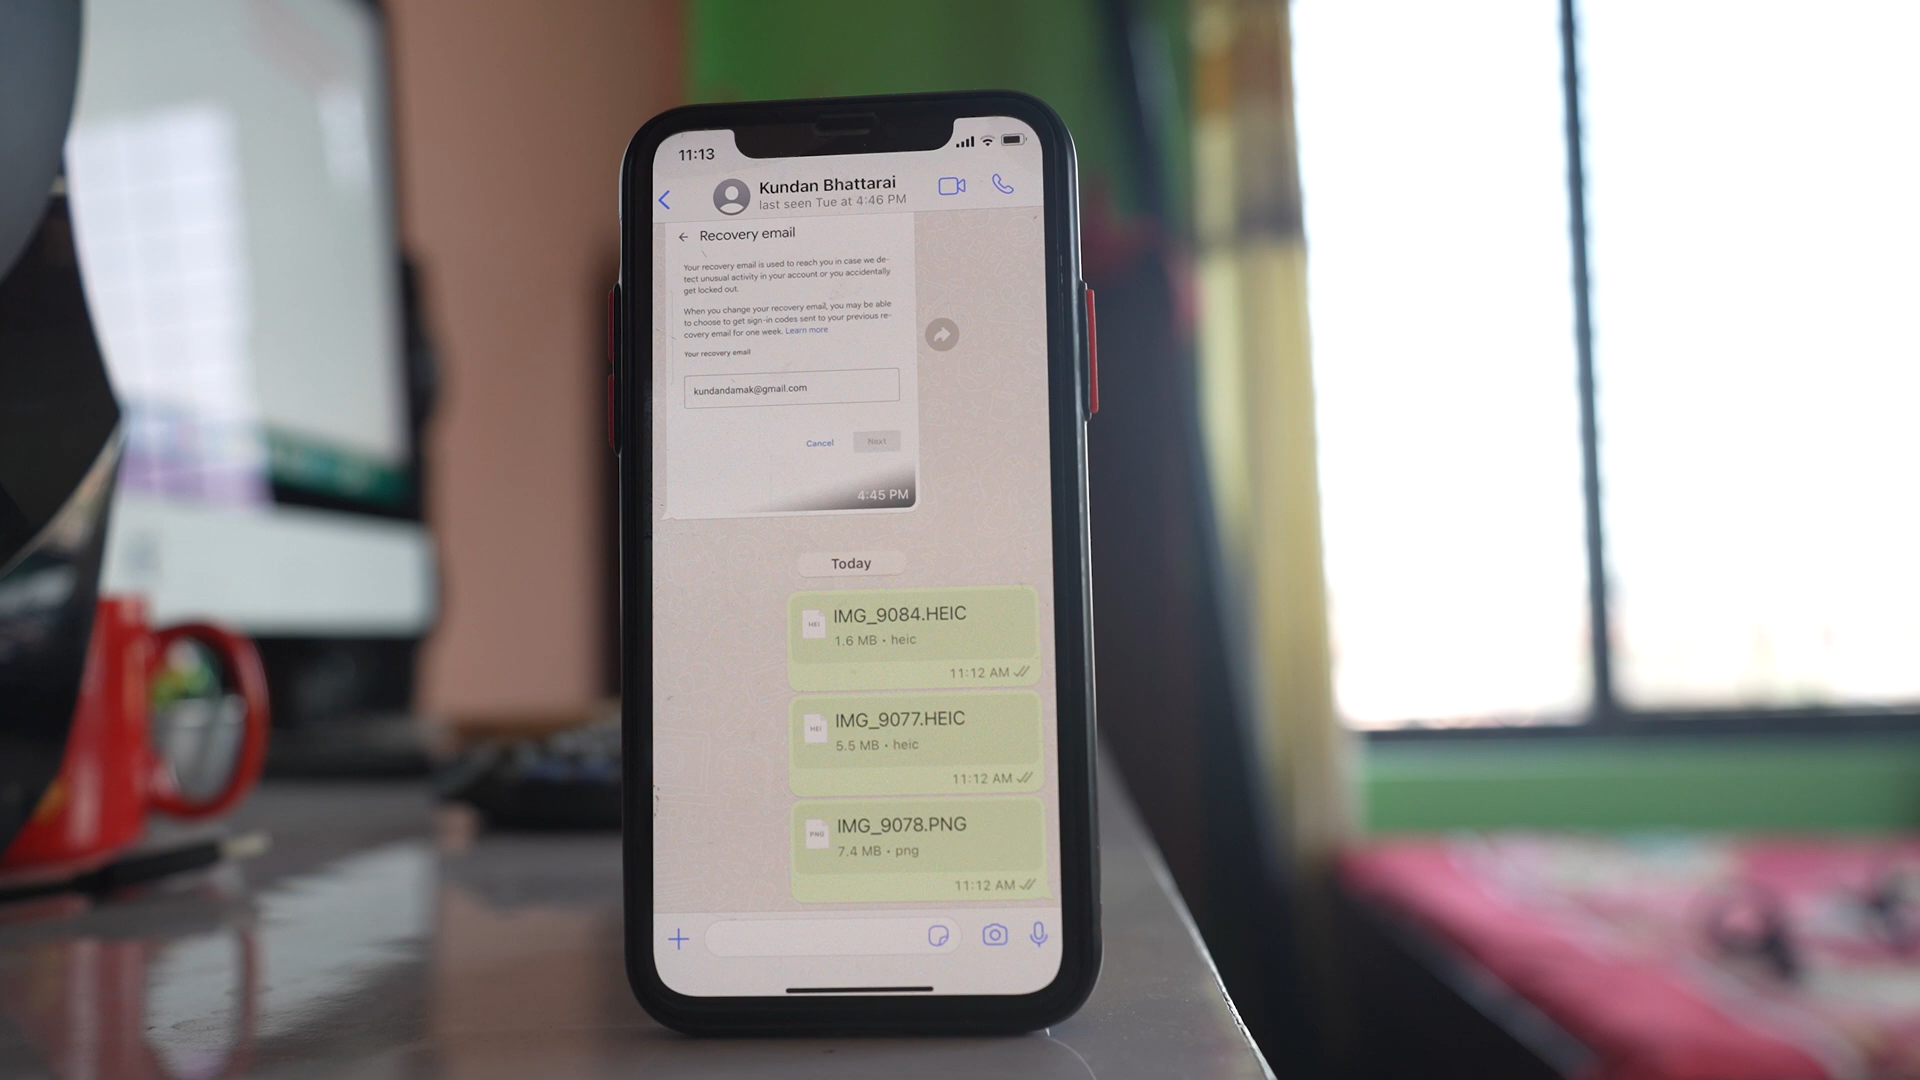 11:13
Kundan Bhattarai
last seen Tue at 4:46 PM
← Recovery email
Your recovery email is used to reach you in case we de-
tect unusual activity in your account or you accidentally
get locked out.
When you change your recovery email, you may be able
to choose to get sign-in codes sent to your previous re-
covery email for one week. Learn more
Your recovery email
kundandamak@gmail.com
Cancel Next
4:45 PM
Today
HEI IMG_9084.HEIC
1.6 MB • heic
11:12 AM
HEI IMG_9077.HEIC
5.5 MB • heic
11:12 AM
PNG IMG_9078.PNG
7.4 MB • png
11:12 AM